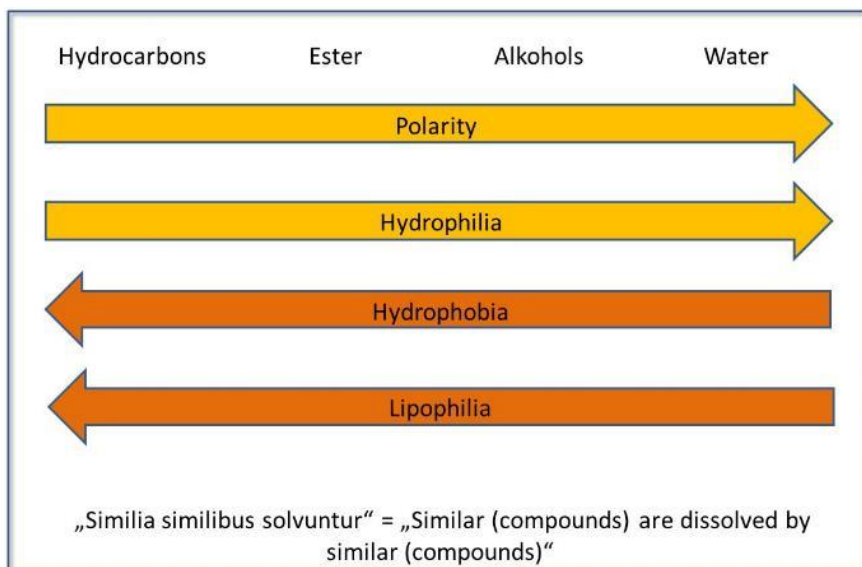 Hydrocarbons Ester Alkohols Water
Polarity
Hydrophilia
Hydrophobia
Lipophilia
„Similia similibus solvuntur“ = „Similar (compounds) are dissolved by
similar (compounds)“